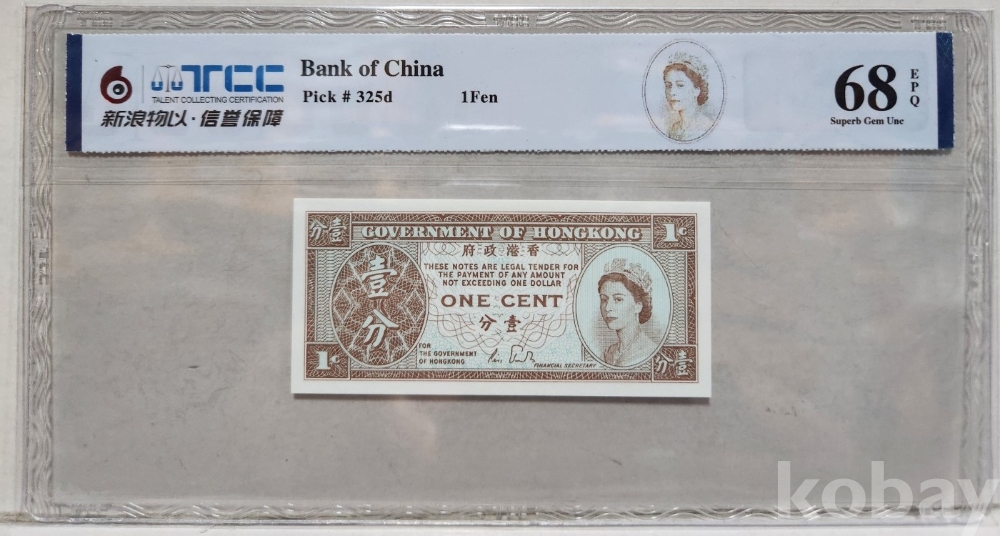 TCC
TALENT COLLECTING CERTIFICATION
新浪物以·信誉保障
Bank of China
Pick # 325d 1Fen
68 EPQ
Superb Gem Unc
分壹 GOVERNMENT OF HONGKONG 1¢
府政港香
THESE NOTES ARE LEGAL TENDER FOR
THE PAYMENT OF ANY AMOUNT
NOT EXCEEDING ONE DOLLAR
ONE CENT
分壹
壹分
FOR
THE GOVERNMENT
OF HONGKONG
FINANCIAL SECRETARY
1¢ 分壹
kobay